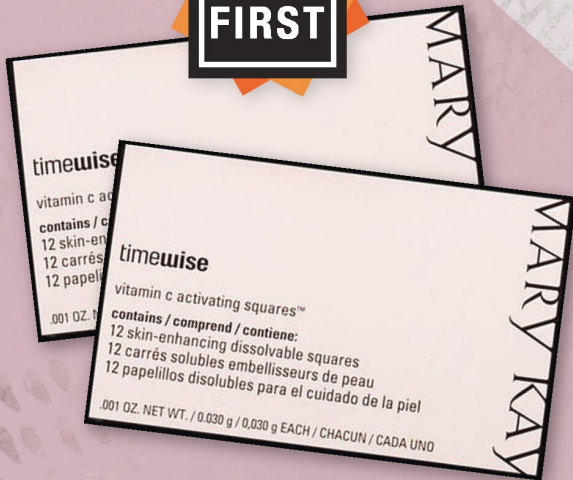 FIRST
MARY
timewise
vitamin c
contains /
12 skin-en
12 carrés
12 papeli
.001 OZ.
MARY KAY
timewise
vitamin c activating squares™
contains / comprend / contiene:
12 skin-enhancing dissolvable squares
12 carrés solubles embellisseurs de peau
12 papelillos disolubles para el cuidado de la piel
.001 OZ. NET WT. / 0.030 g / 0,030 g EACH / CHACUN / CADA UNO